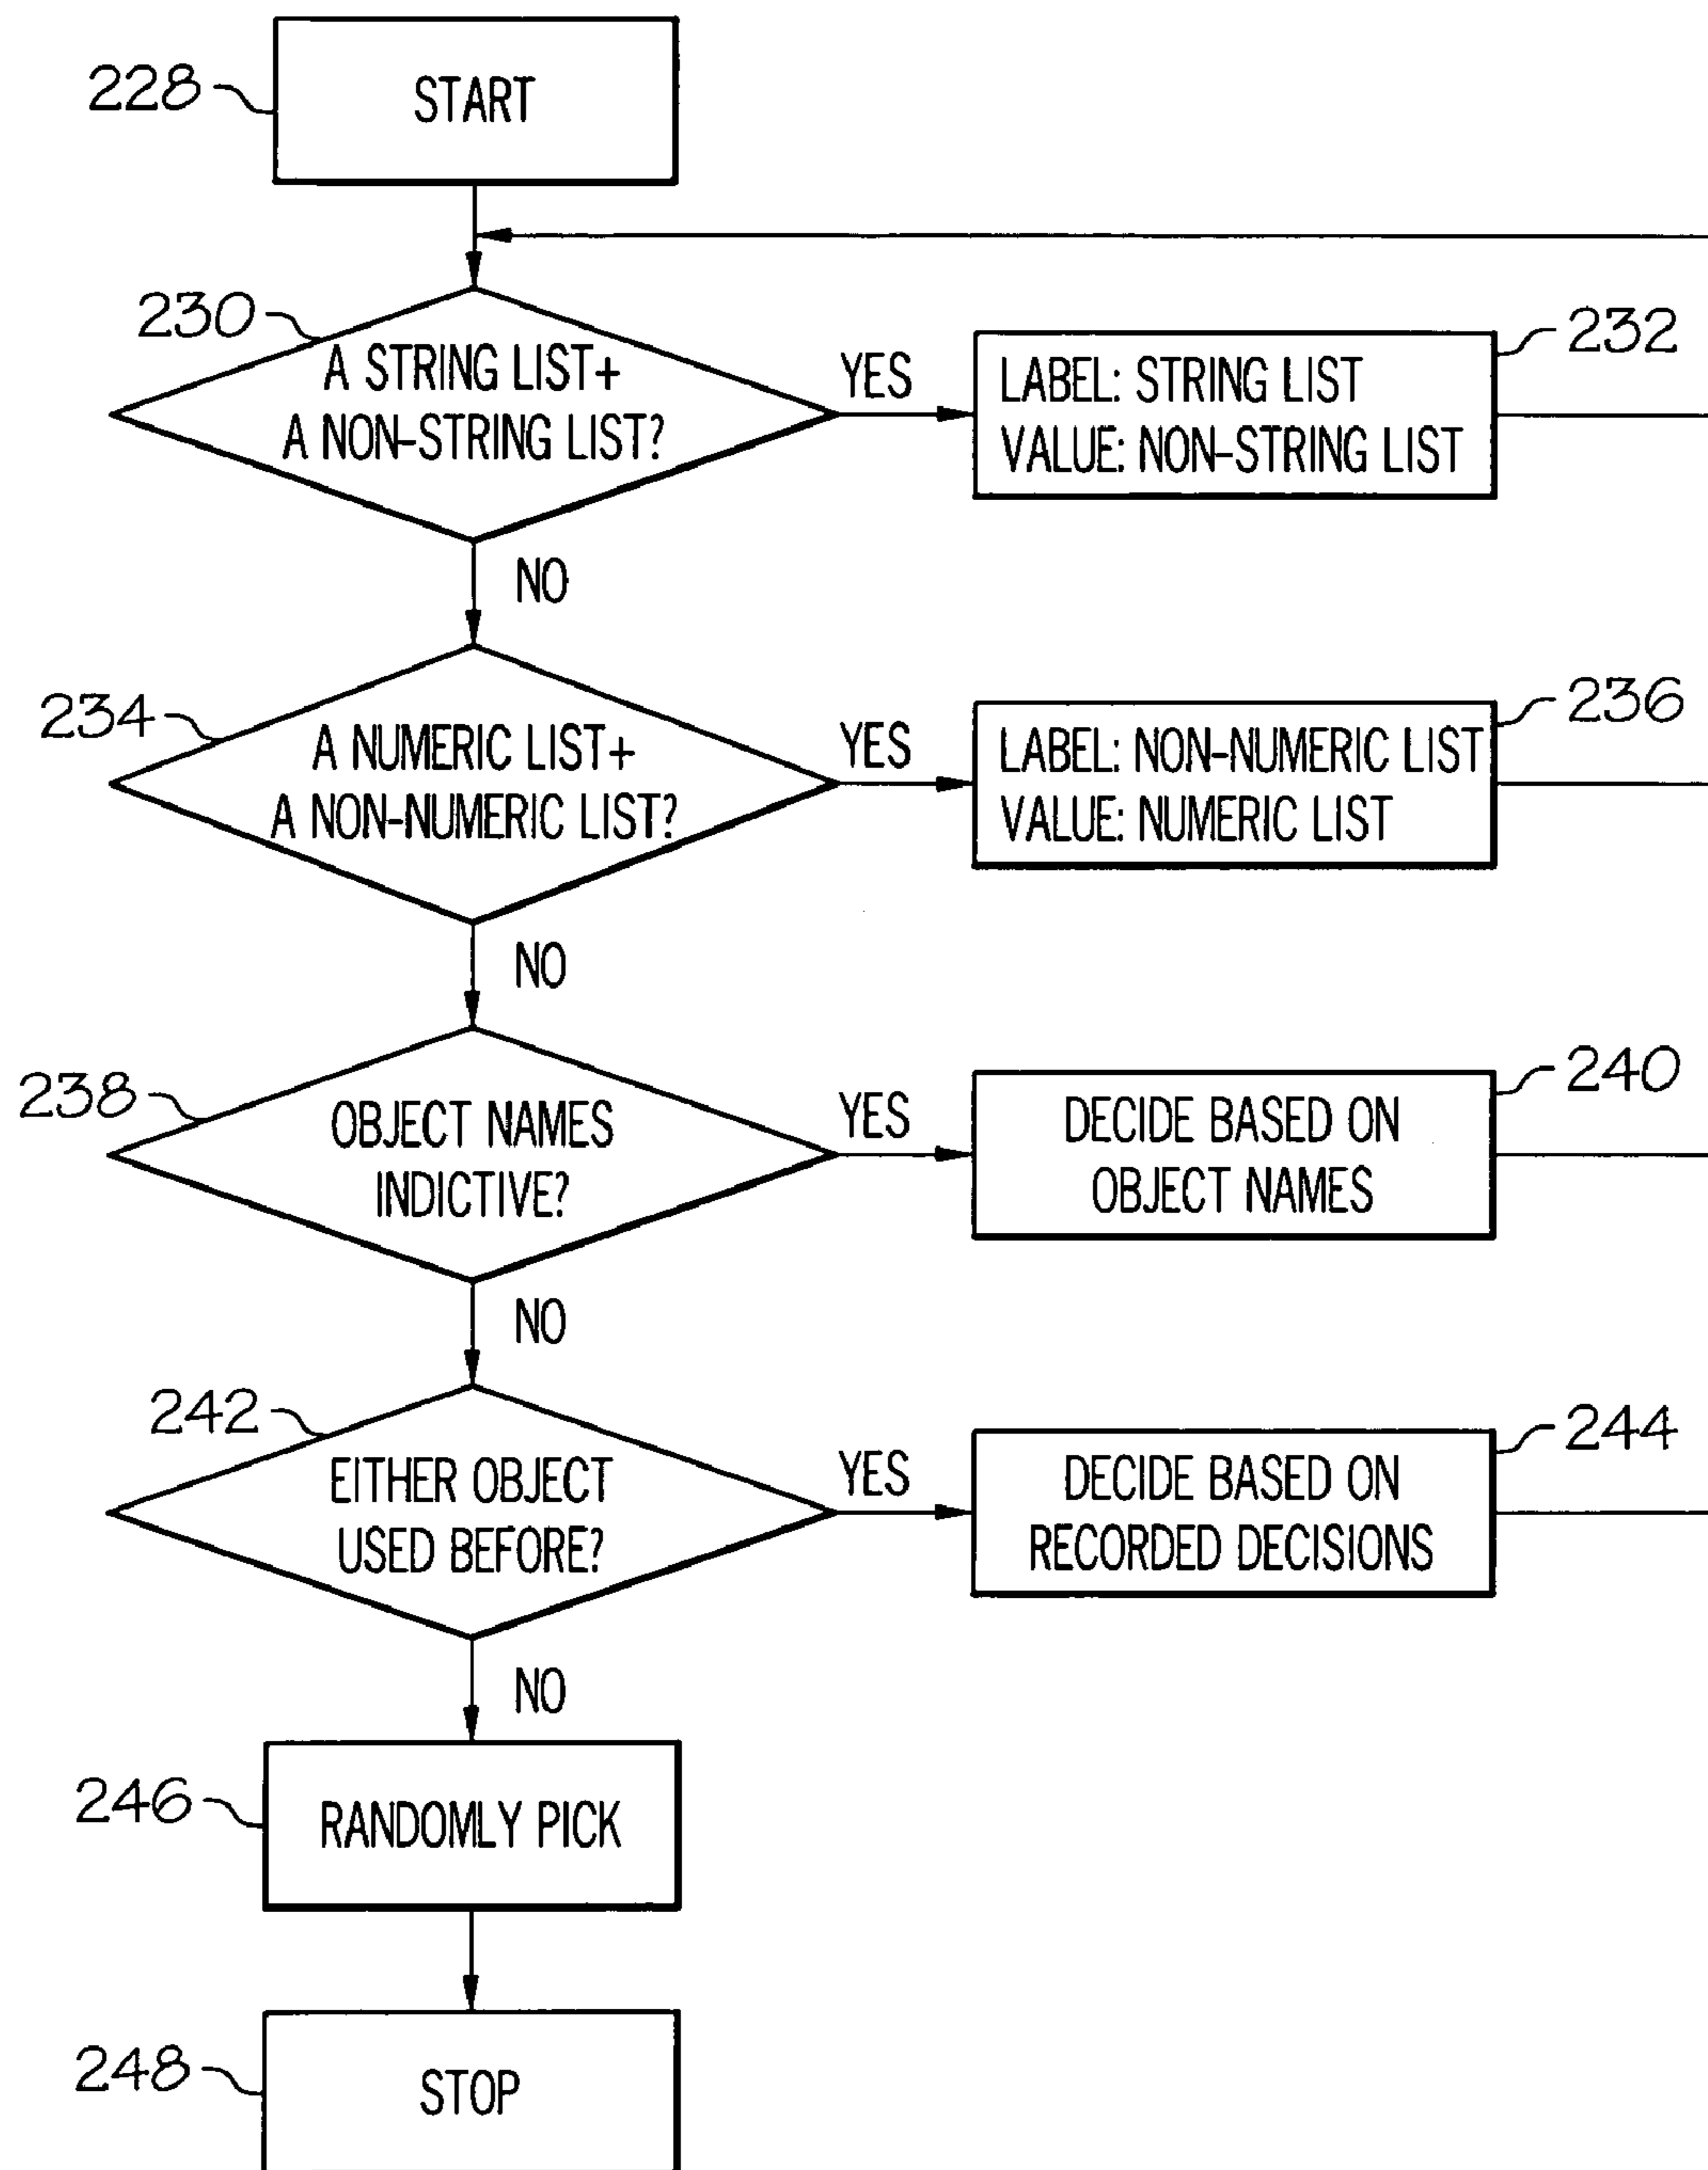 228
START
230
A STRING LIST+
A NON-STRING LIST?
YES
LABEL: STRING LIST
VALUE: NON-STRING LIST
232
NO
234
A NUMERIC LIST+
A NON-NUMERIC LIST?
YES
LABEL: NON-NUMERIC LIST
VALUE: NUMERIC LIST
236
NO
238
OBJECT NAMES
INDICTIVE?
YES
DECIDE BASED ON
OBJECT NAMES
240
NO
242
EITHER OBJECT
USED BEFORE?
YES
DECIDE BASED ON
RECORDED DECISIONS
244
NO
246
RANDOMLY PICK
248
STOP